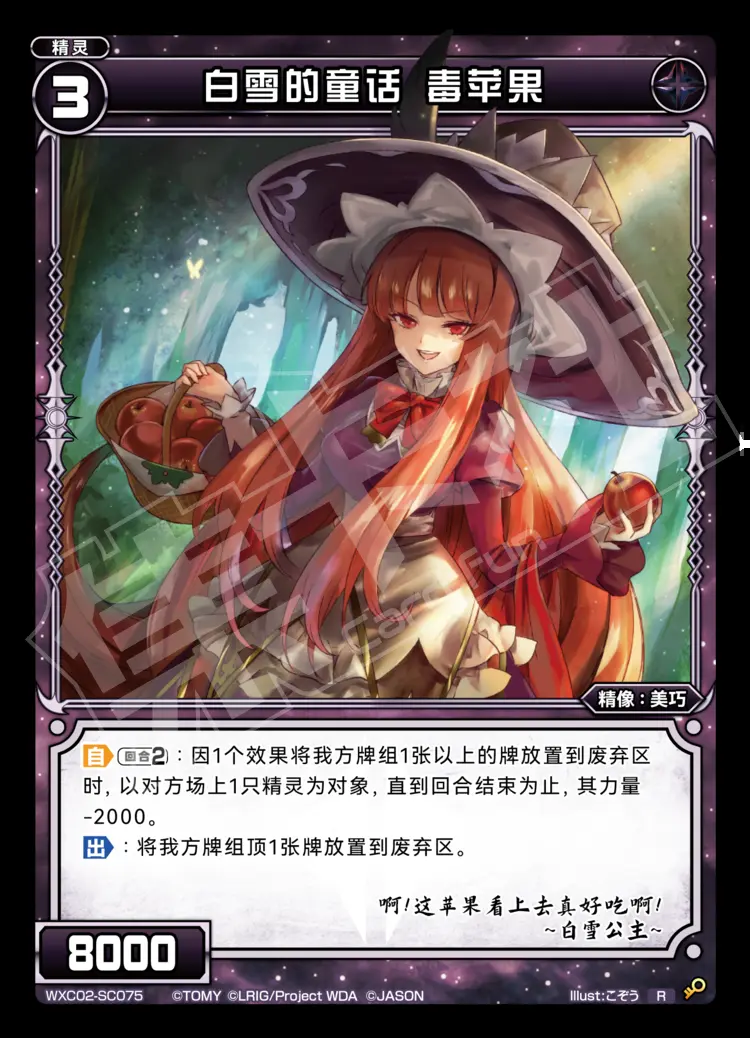 精灵
3
白雪的童话 毒苹果
佳卡坊
Card Fun
精像：美巧
自 回合2：因1个效果将我方牌组1张以上的牌放置到废弃区
时，以对方场上1只精灵为对象，直到回合结束为止，其力量
-2000。
出：将我方牌组顶1张牌放置到废弃区。
啊！这苹果看上去真好吃啊！
~白雪公主~
8000
WXC02-SC075 ©TOMY ©LRIG/Project WDA ©JASON Illust:こぞう R